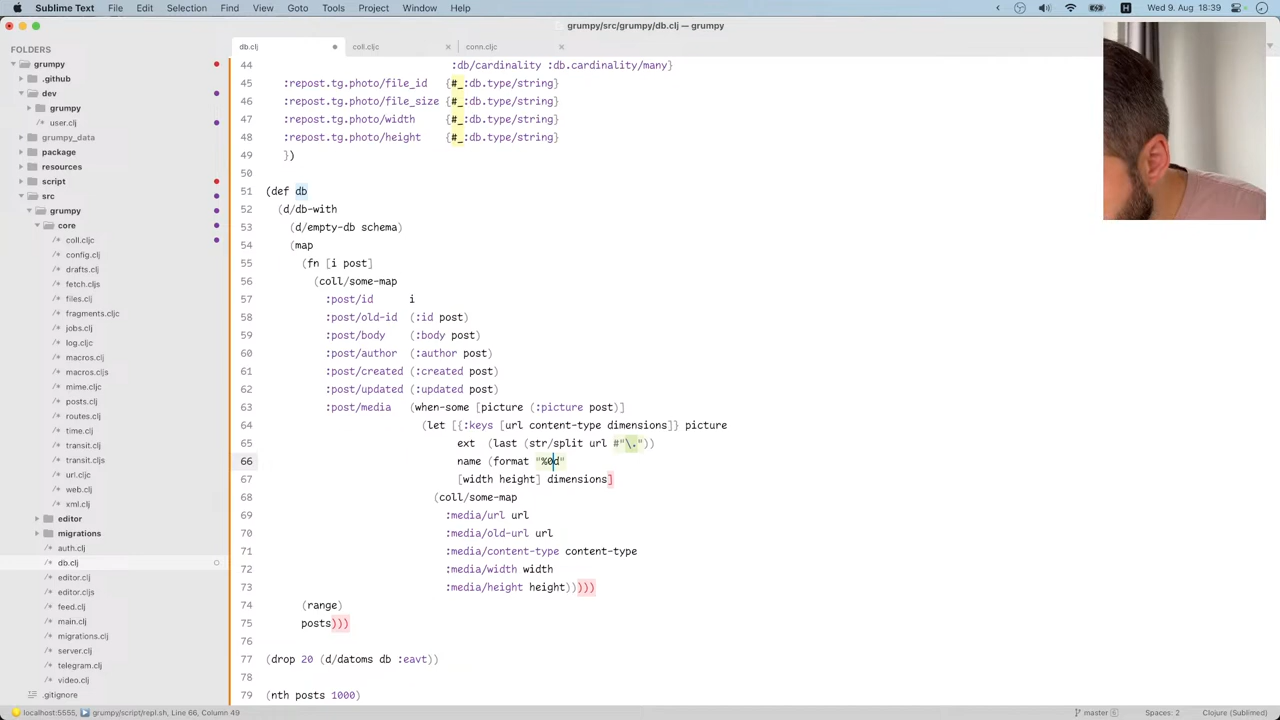 Sublime Text File Edit Selection Find View Goto Tools Project Window Help
Wed 9. Aug 18:39
grumpy/src/grumpy/db.clj — grumpy
FOLDERS
grumpy
.github
dev
grumpy
user.clj
grumpy_data
package
resources
script
src
grumpy
core
coll.cljc
config.clj
drafts.clj
fetch.cljs
files.clj
fragments.cljc
jobs.clj
log.cljc
macros.cljc
macros.cljs
mime.cljc
posts.clj
routes.clj
time.clj
transit.clj
transit.cljs
url.cljc
web.clj
xml.clj
editor
migrations
auth.clj
db.clj
editor.clj
editor.cljs
feed.clj
main.clj
migrations.clj
server.clj
telegram.clj
video.clj
.gitignore
db.clj coll.cljc conn.cljc
44 :db/cardinality :db.cardinality/many}
45 :repost.tg.photo/file_id {#_:db.type/string}
46 :repost.tg.photo/file_size {#_:db.type/string}
47 :repost.tg.photo/width {#_:db.type/string}
48 :repost.tg.photo/height {#_:db.type/string}
49 })
50
51 (def db
52 (d/db-with
53 (d/empty-db schema)
54 (map
55 (fn [i post]
56 (coll/some-map
57 :post/id i
58 :post/old-id (:id post)
59 :post/body (:body post)
60 :post/author (:author post)
61 :post/created (:created post)
62 :post/updated (:updated post)
63 :post/media (when-some [picture (:picture post)]
64 (let [{:keys [url content-type dimensions]} picture
65 ext (last (str/split url #"\."))
66 name (format "%0d"
67 [width height] dimensions]
68 (coll/some-map
69 :media/url url
70 :media/old-url url
71 :media/content-type content-type
72 :media/width width
73 :media/height height)))))
74 (range)
75 posts)))
76
77 (drop 20 (d/datoms db :eavt))
78
79 (nth posts 1000)
localhost:5555, grumpy/script/repl.sh, Line 66, Column 49
master 6 Spaces: 2 Clojure (Sublimed)